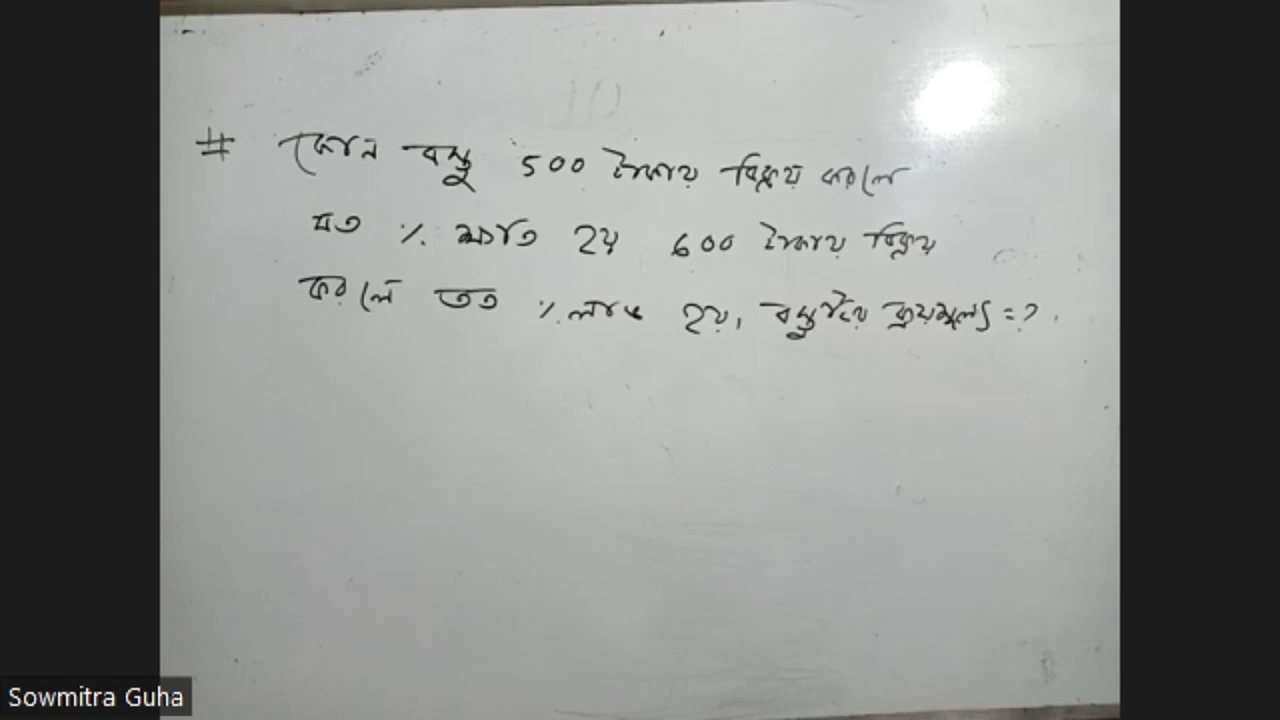 # কোন বস্তু 500 টাকায় বিক্রয় করলে
যত % ক্ষতি হয় 600 টাকায় বিক্রয়
করলে তত % লাভ হয়, বস্তুটির ক্রয়মূল্য = ?
Sowmitra Guha